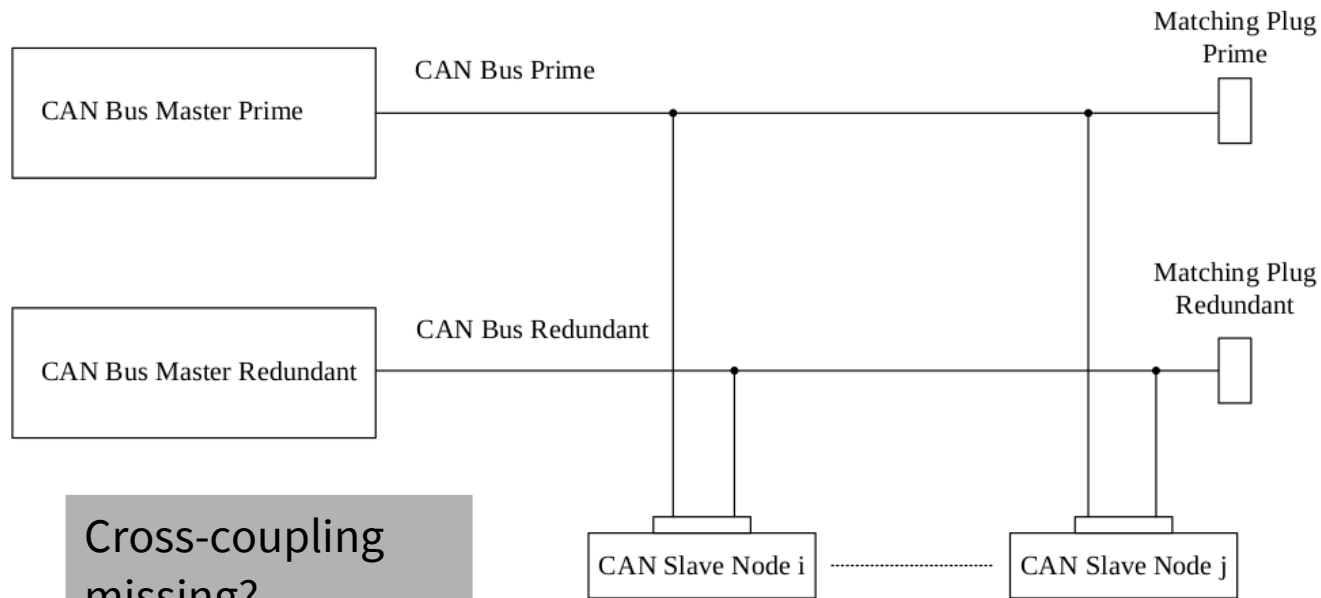 Matching Plug
Prime
CAN Bus Prime
CAN Bus Master Prime
Matching Plug
Redundant
CAN Bus Redundant
CAN Bus Master Redundant
Cross-coupling
missing?
CAN Slave Node i
CAN Slave Node j